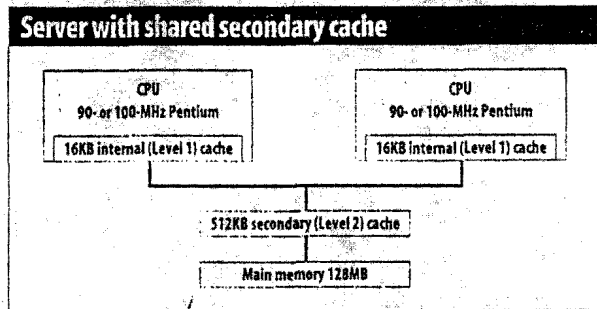 Server with shared secondary cache
CPU
90- or 100-MHz Pentium
16KB internal (Level 1) cache
CPU
90- or 100-MHz Pentium
16KB internal (Level 1) cache
512KB secondary (Level 2) cache
Main memory 128MB